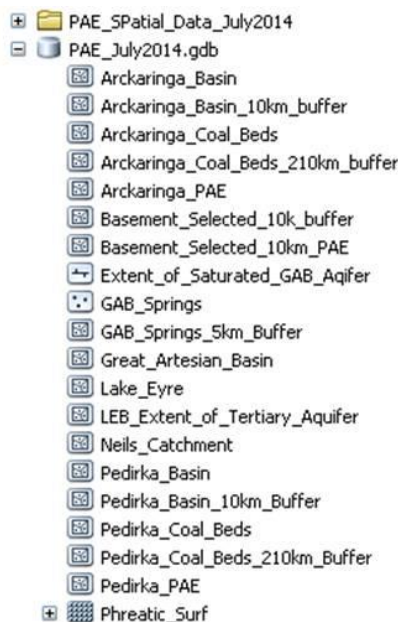 PAE_SPatial_Data_July2014
PAE_July2014.gdb
Arckaringa_Basin
Arckaringa_Basin_10km_buffer
Arckaringa_Coal_Beds
Arckaringa_Coal_Beds_210km_buffer
Arckaringa_PAE
Basement_Selected_10k_buffer
Basement_Selected_10km_PAE
Extent_of_Saturated_GAB_Aqifer
GAB_Springs
GAB_Springs_5km_Buffer
Great_Artesian_Basin
Lake_Eyre
LEB_Extent_of_Tertiary_Aquifer
Neils_Catchment
Pedirka_Basin
Pedirka_Basin_10km_Buffer
Pedirka_Coal_Beds
Pedirka_Coal_Beds_210km_Buffer
Pedirka_PAE
Phreatic_Surf